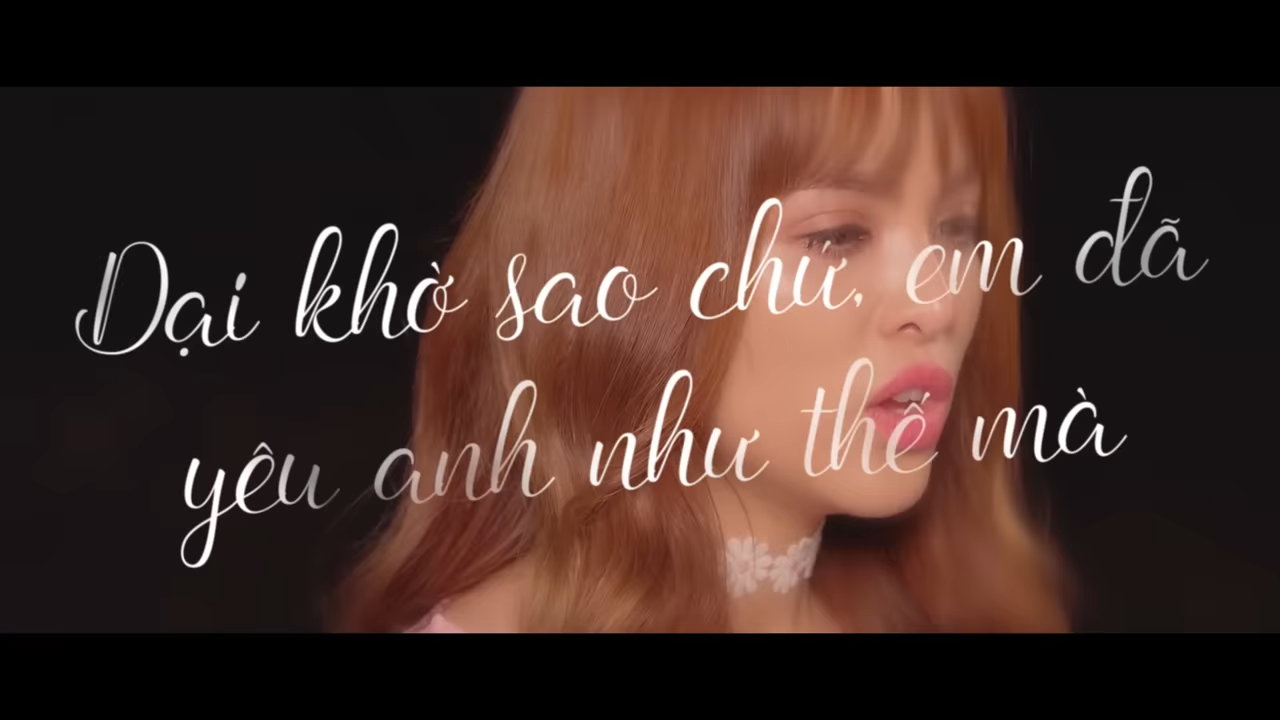 Dại khờ sao chứ, em đã
yêu anh như thế mà